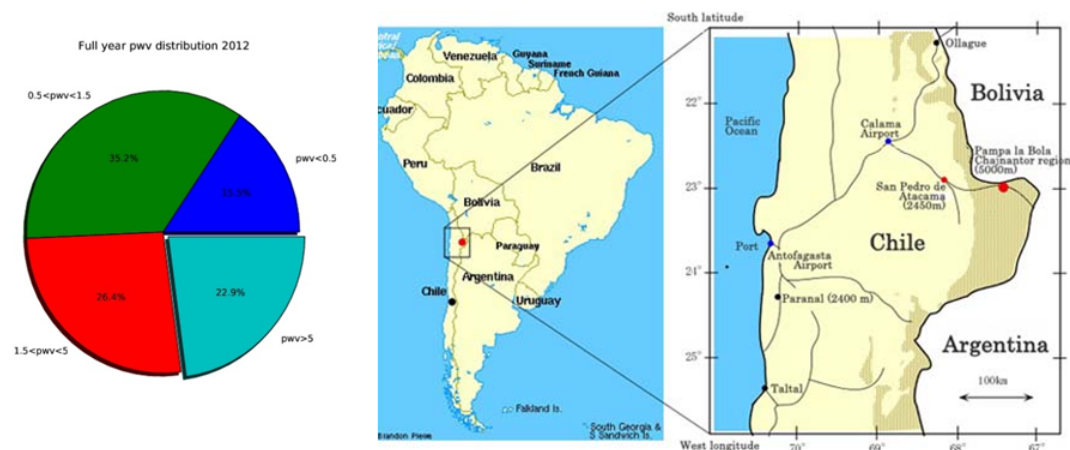 Full year pwv distribution 2012
0.5<pwv<1.5
35.2%
pwv<0.5
15.5%
26.4%
22.9%
1.5<pwv<5
pwv>5
Venezuela
Guyana
Suriname
French Guiana
Colombia
Peru
Brazil
Bolivia
Paraguay
Argentina
Chile
Uruguay
Falkland Is.
South Georgia &
S Sandwich Is.
South latitude
Ollague
Bolivia
22°
Pacific
Ocean
Calama
Airport
Pampa la Bola
Chajnantor region
(5000m)
23°
San Pedro de
Atacama
(2450m)
Chile
Port
Antofagasta
Airport
24°
Paranal (2400 m)
Argentina
25°
100km
Taltal
West longitude
70°
69°
68°
67°